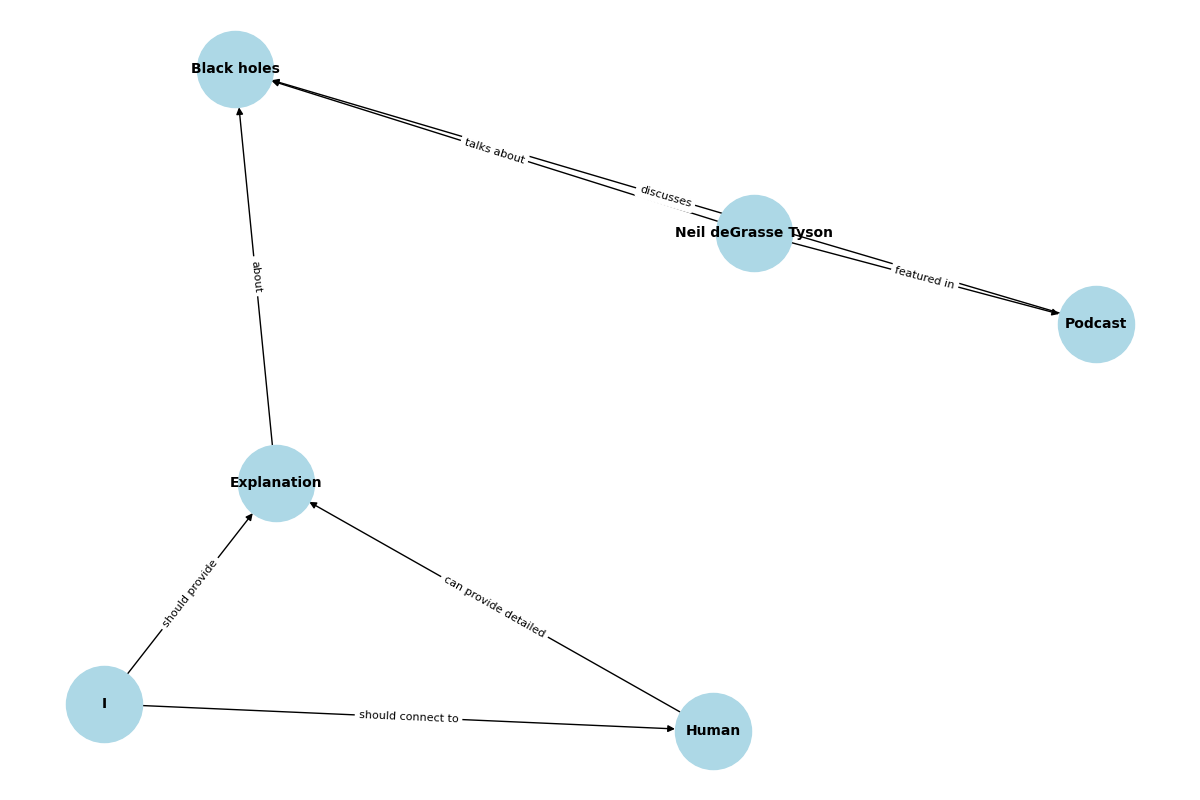 Black holes
talks about
discusses
Neil deGrasse Tyson
featured in
about
Podcast
Explanation
should provide
can provide detailed
I
should connect to
Human